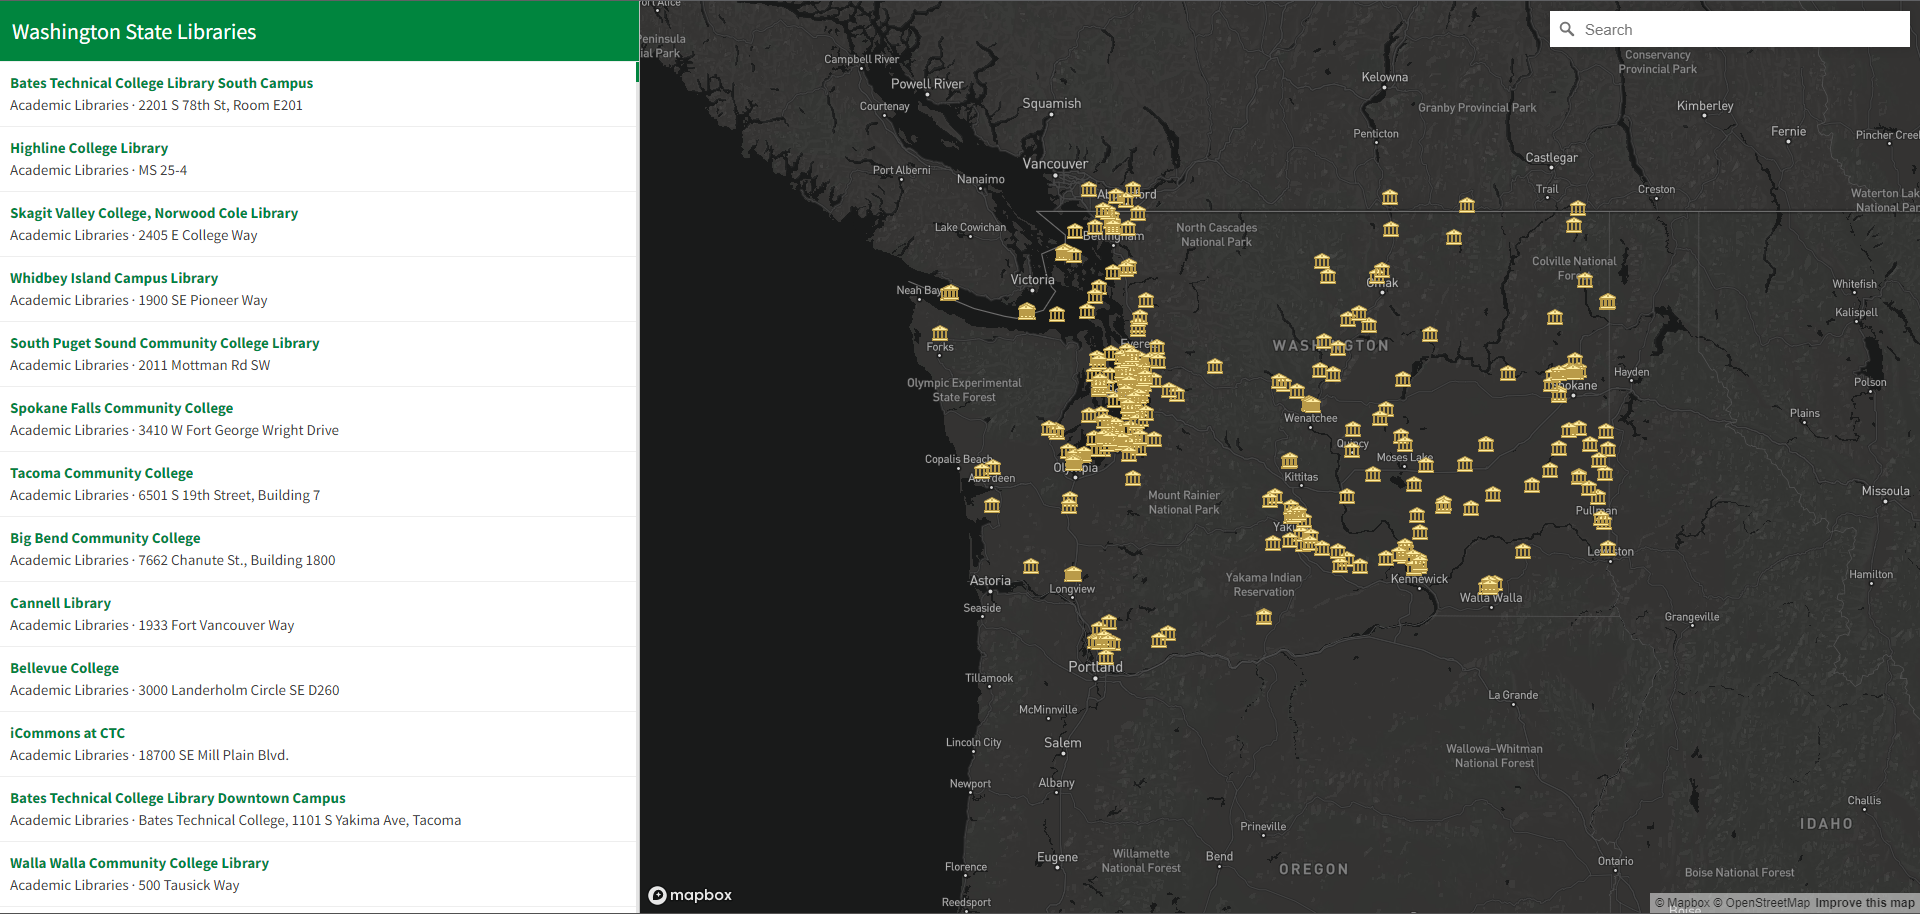 Washington State Libraries
Bates Technical College Library South Campus
Academic Libraries · 2201 S 78th St, Room E201
Highline College Library
Academic Libraries · MS 25-4
Skagit Valley College, Norwood Cole Library
Academic Libraries · 2405 E College Way
Whidbey Island Campus Library
Academic Libraries · 1900 SE Pioneer Way
South Puget Sound Community College Library
Academic Libraries · 2011 Mottman Rd SW
Spokane Falls Community College
Academic Libraries · 3410 W Fort George Wright Drive
Tacoma Community College
Academic Libraries · 6501 S 19th Street, Building 7
Big Bend Community College
Academic Libraries · 7662 Chanute St., Building 1800
Cannell Library
Academic Libraries · 1933 Fort Vancouver Way
Bellevue College
Academic Libraries · 3000 Landerholm Circle SE D260
iCommons at CTC
Academic Libraries · 18700 SE Mill Plain Blvd.
Bates Technical College Library Downtown Campus
Academic Libraries · Bates Technical College, 1101 S Yakima Ave, Tacoma
Walla Walla Community College Library
Academic Libraries · 500 Tausick Way
Search
Campbell River
Powell River
Courtenay
Squamish
Kelowna
Conservancy
Provincial Park
Granby Provincial Park
Kimberley
Penticton
Fernie
Pincher Creek
Vancouver
Castlegar
Port Alberni
Nanaimo
Trail
Creston
Waterton Lak
National Par
Lake Cowichan
Bellingham
North Cascades
National Park
Victoria
Colville National
Neah Bay
Omak
Whitefish
Kalispell
Forks
WASHINGTON
Olympic Experimental
State Forest
Hayden
Spokane
Polson
Plains
Wenatchee
Quincy
Copalis Beach
Aberdeen
Olympia
Moses Lake
Kittitas
Mount Rainier
National Park
Missoula
Pullman
Lewiston
Astoria
Longview
Yakama Indian
Reservation
Kennewick
Hamilton
Seaside
Walla Walla
Grangeville
Portland
Tillamook
La Grande
McMinnville
Lincoln City
Salem
Wallowa–Whitman
National Forest
Newport
Albany
Challis
Prineville
IDAHO
Eugene
Willamette
National Forest
Bend
OREGON
Ontario
Florence
Boise National Forest
Reedsport
mapbox
© Mapbox © OpenStreetMap Improve this map